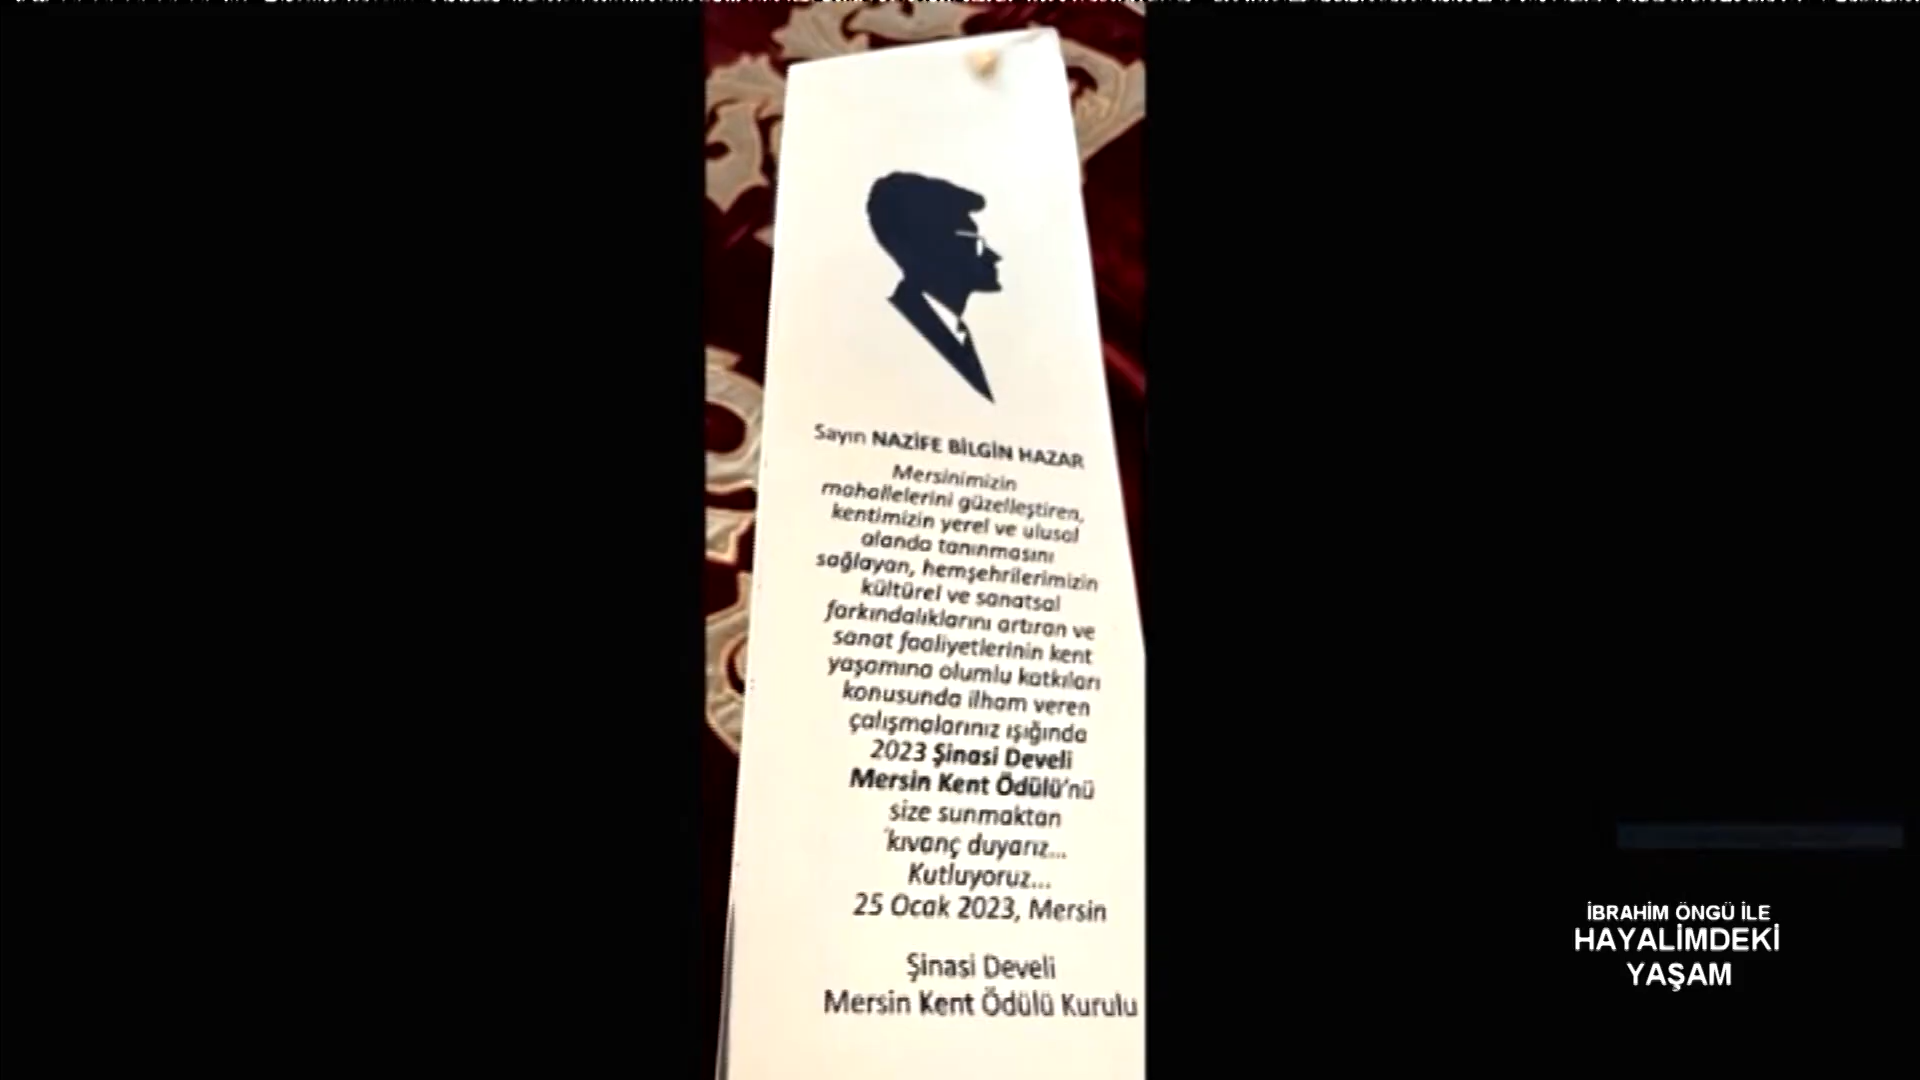 Sayın NAZİFE BİLGİN HAZAR
Mersinimizin
mahallelerini güzelleştiren,
kentimizin yerel ve ulusal
alanda tanınmasını
sağlayan, hemşehrilerimizin
kültürel ve sanatsal
farkındalıklarını artıran ve
sanat faaliyetlerinin kent
yaşamına olumlu katkıları
konusunda ilham veren
çalışmalarınız ışığında
2023 Şinasi Develi
Mersin Kent Ödülü'nü
size sunmaktan
kıvanç duyarız...
Kutluyoruz...
25 Ocak 2023, Mersin
Şinasi Develi
Mersin Kent Ödülü Kurulu
İBRAHİM ÖNGÜ İLE
HAYALİMDEKİ
YAŞAM